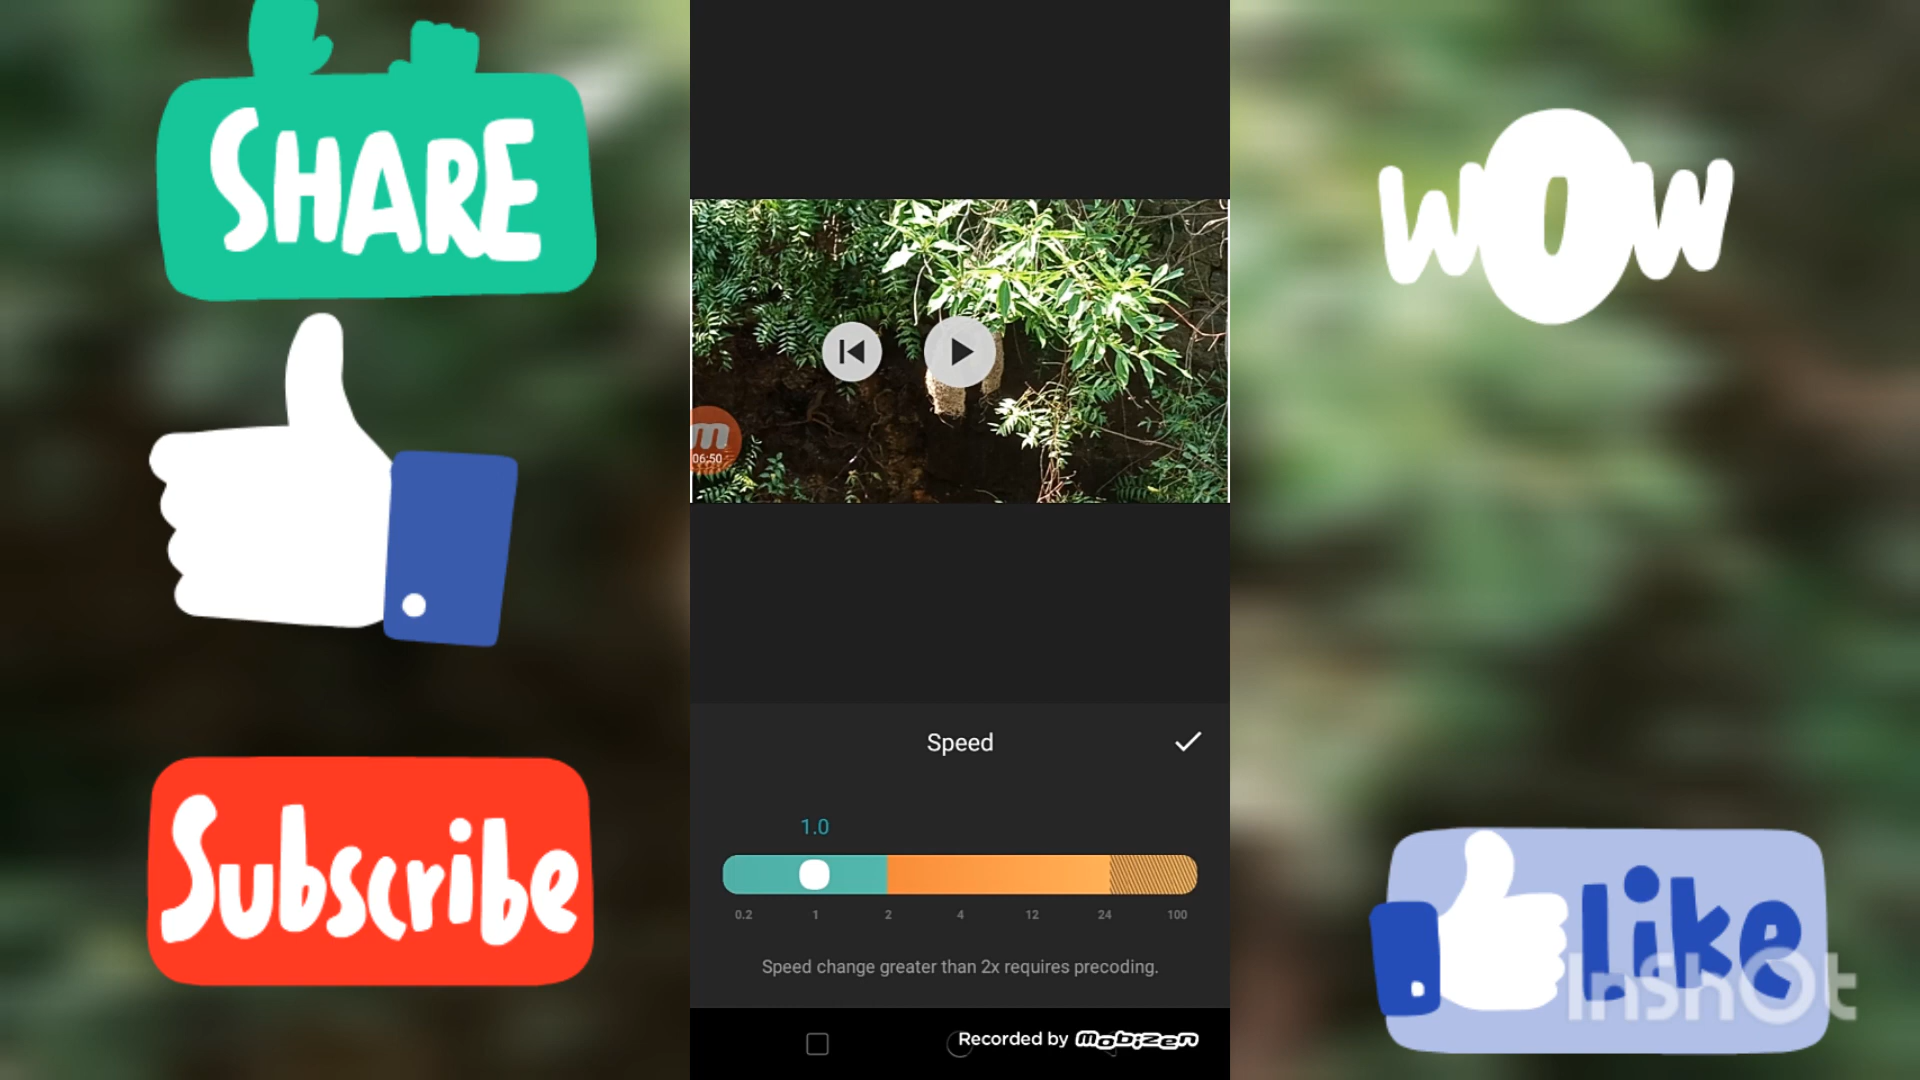 SHARE
WOW
m
06:50
Speed
1.0
0.2 1 2 4 12 24 100
Speed change greater than 2x requires precoding.
Subscribe
like
InShOt
Recorded by mobizen